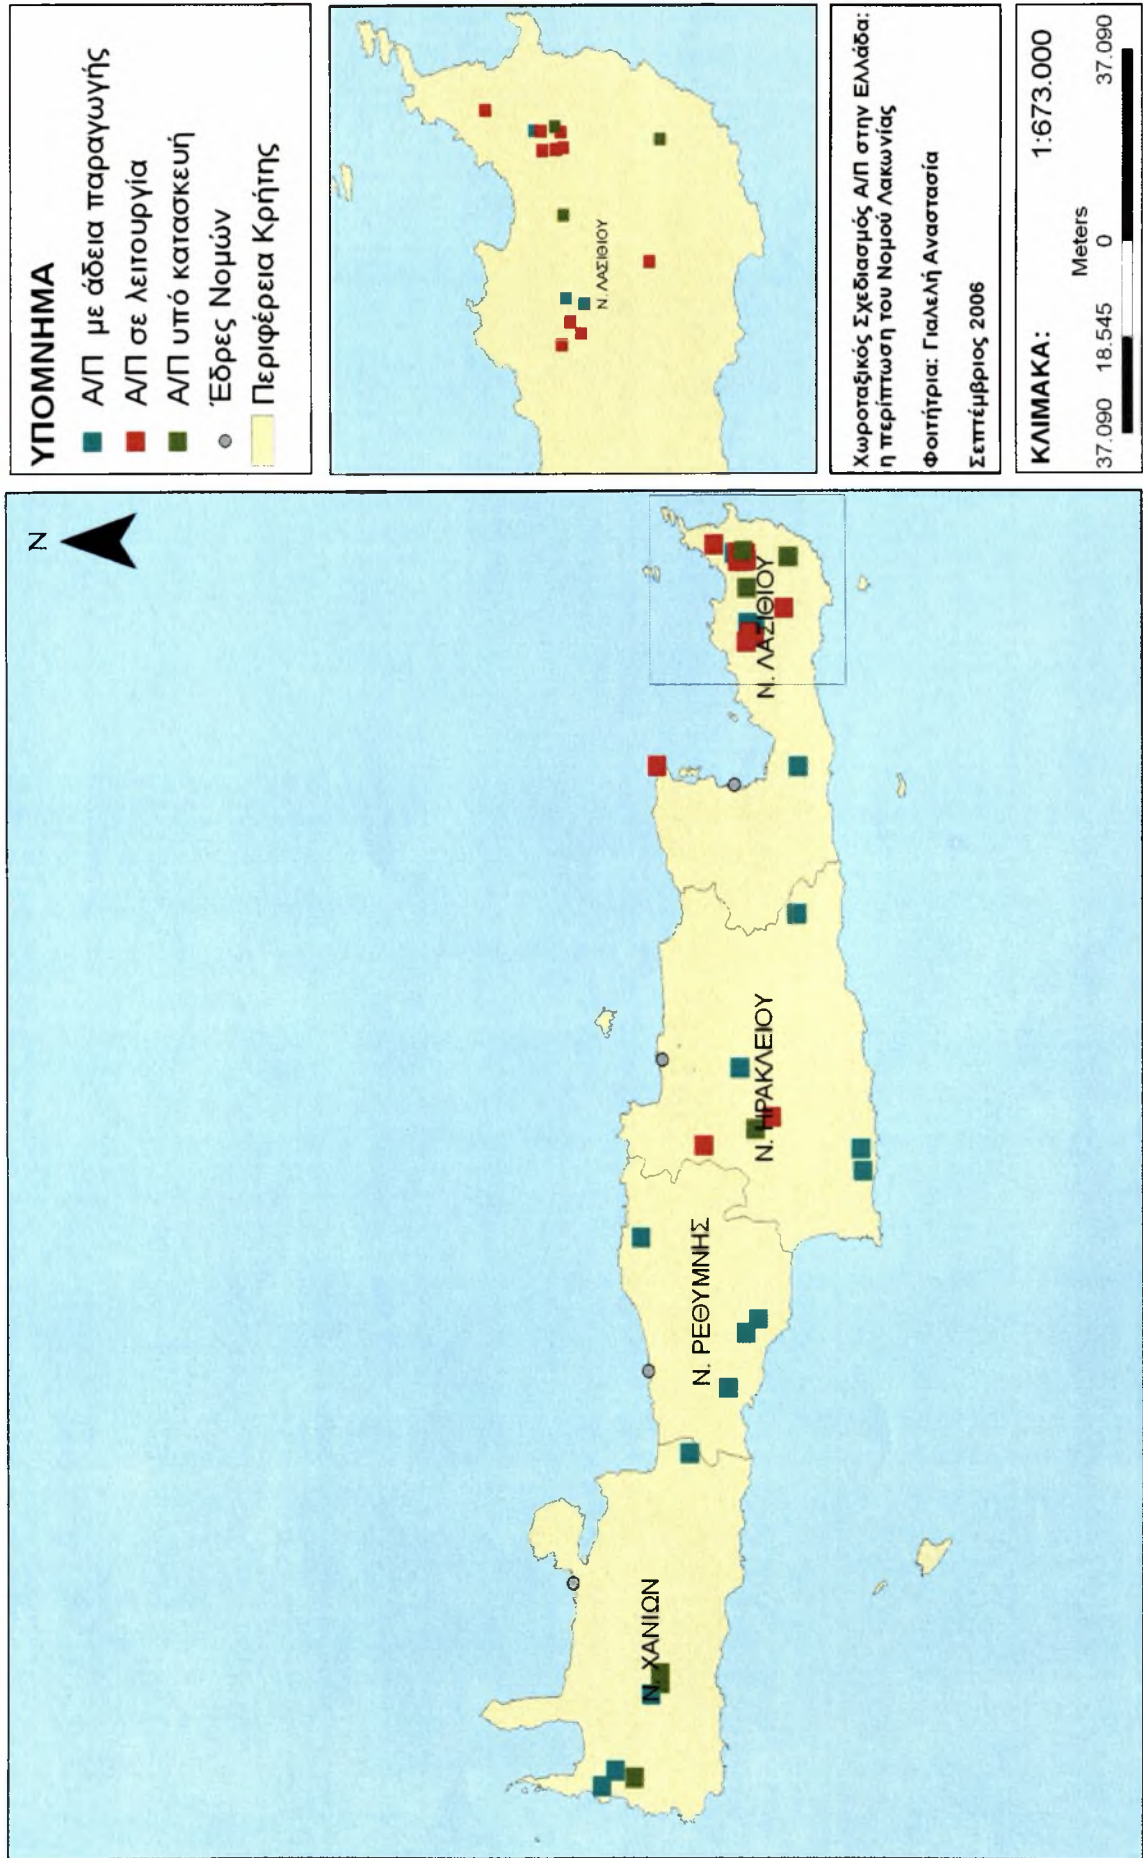 ΥΠΟΜΝΗΜΑ
Α/Π με άδεια παραγωγής
Α/Π σε λειτουργία
Α/Π υπό κατασκευή
Έδρες Νομών
Περιφέρεια Κρήτης
Ν. ΛΑΣΙΘΙΟΥ
Χωροταξικός Σχεδιασμός Α/Π στην Ελλάδα:
η περίπτωση του Νομού Λακωνίας
Φοιτήτρια: Γιαλελή Αναστασία
Σεπτέμβριος 2006
ΚΛΙΜΑΚΑ: 1:673.000
Meters
37.090 18.545 0 37.090
N
Ν. ΧΑΝΙΩΝ
Ν. ΡΕΘΥΜΝΗΣ
Ν. ΗΡΑΚΛΕΙΟΥ
Ν. ΛΑΣΙΘΙΟΥ